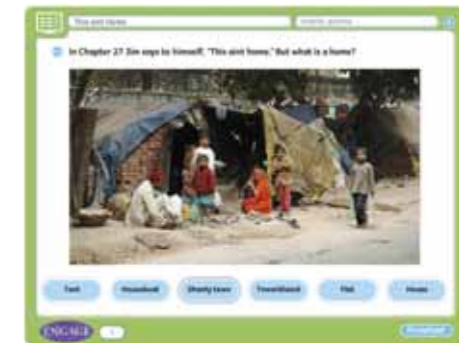 This aint Home
In Chapter 27 Jim says to himself, 'This aint home.' But what is a home?
Tent Houseboat Shanty town Towerblock Flat House
ENGAGE